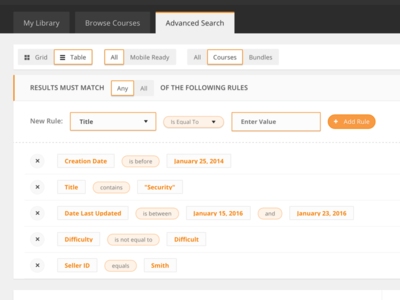 My Library Browse Courses Advanced Search
Grid Table All Mobile Ready All Courses Bundles
RESULTS MUST MATCH Any All OF THE FOLLOWING RULES
New Rule: Title Is Equal To Enter Value + Add Rule
× Creation Date is before January 25, 2014
× Title contains "Security"
× Date Last Updated is between January 15, 2016 and January 23, 2016
× Difficulty is not equal to Difficult
× Seller ID equals Smith